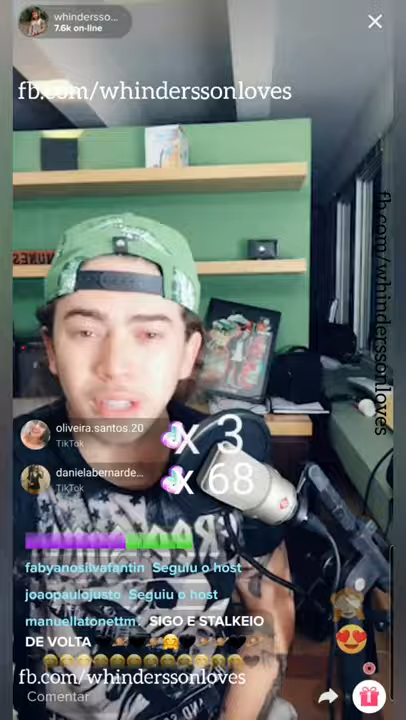 whindersso...
7.6k on-line
fb.com/whinderssonloves
fb.com/whinderssonloves
oliveira.santos.20
TikTok
x 3
danielabernarde...
TikTok
x 68
fabyanosilvafantin Seguiu o host
joaopaulojusto Seguiu o host
manuellatonettm: SIGO E STALKEIO
DE VOLTA
fb.com/whinderssonloves
Comentar